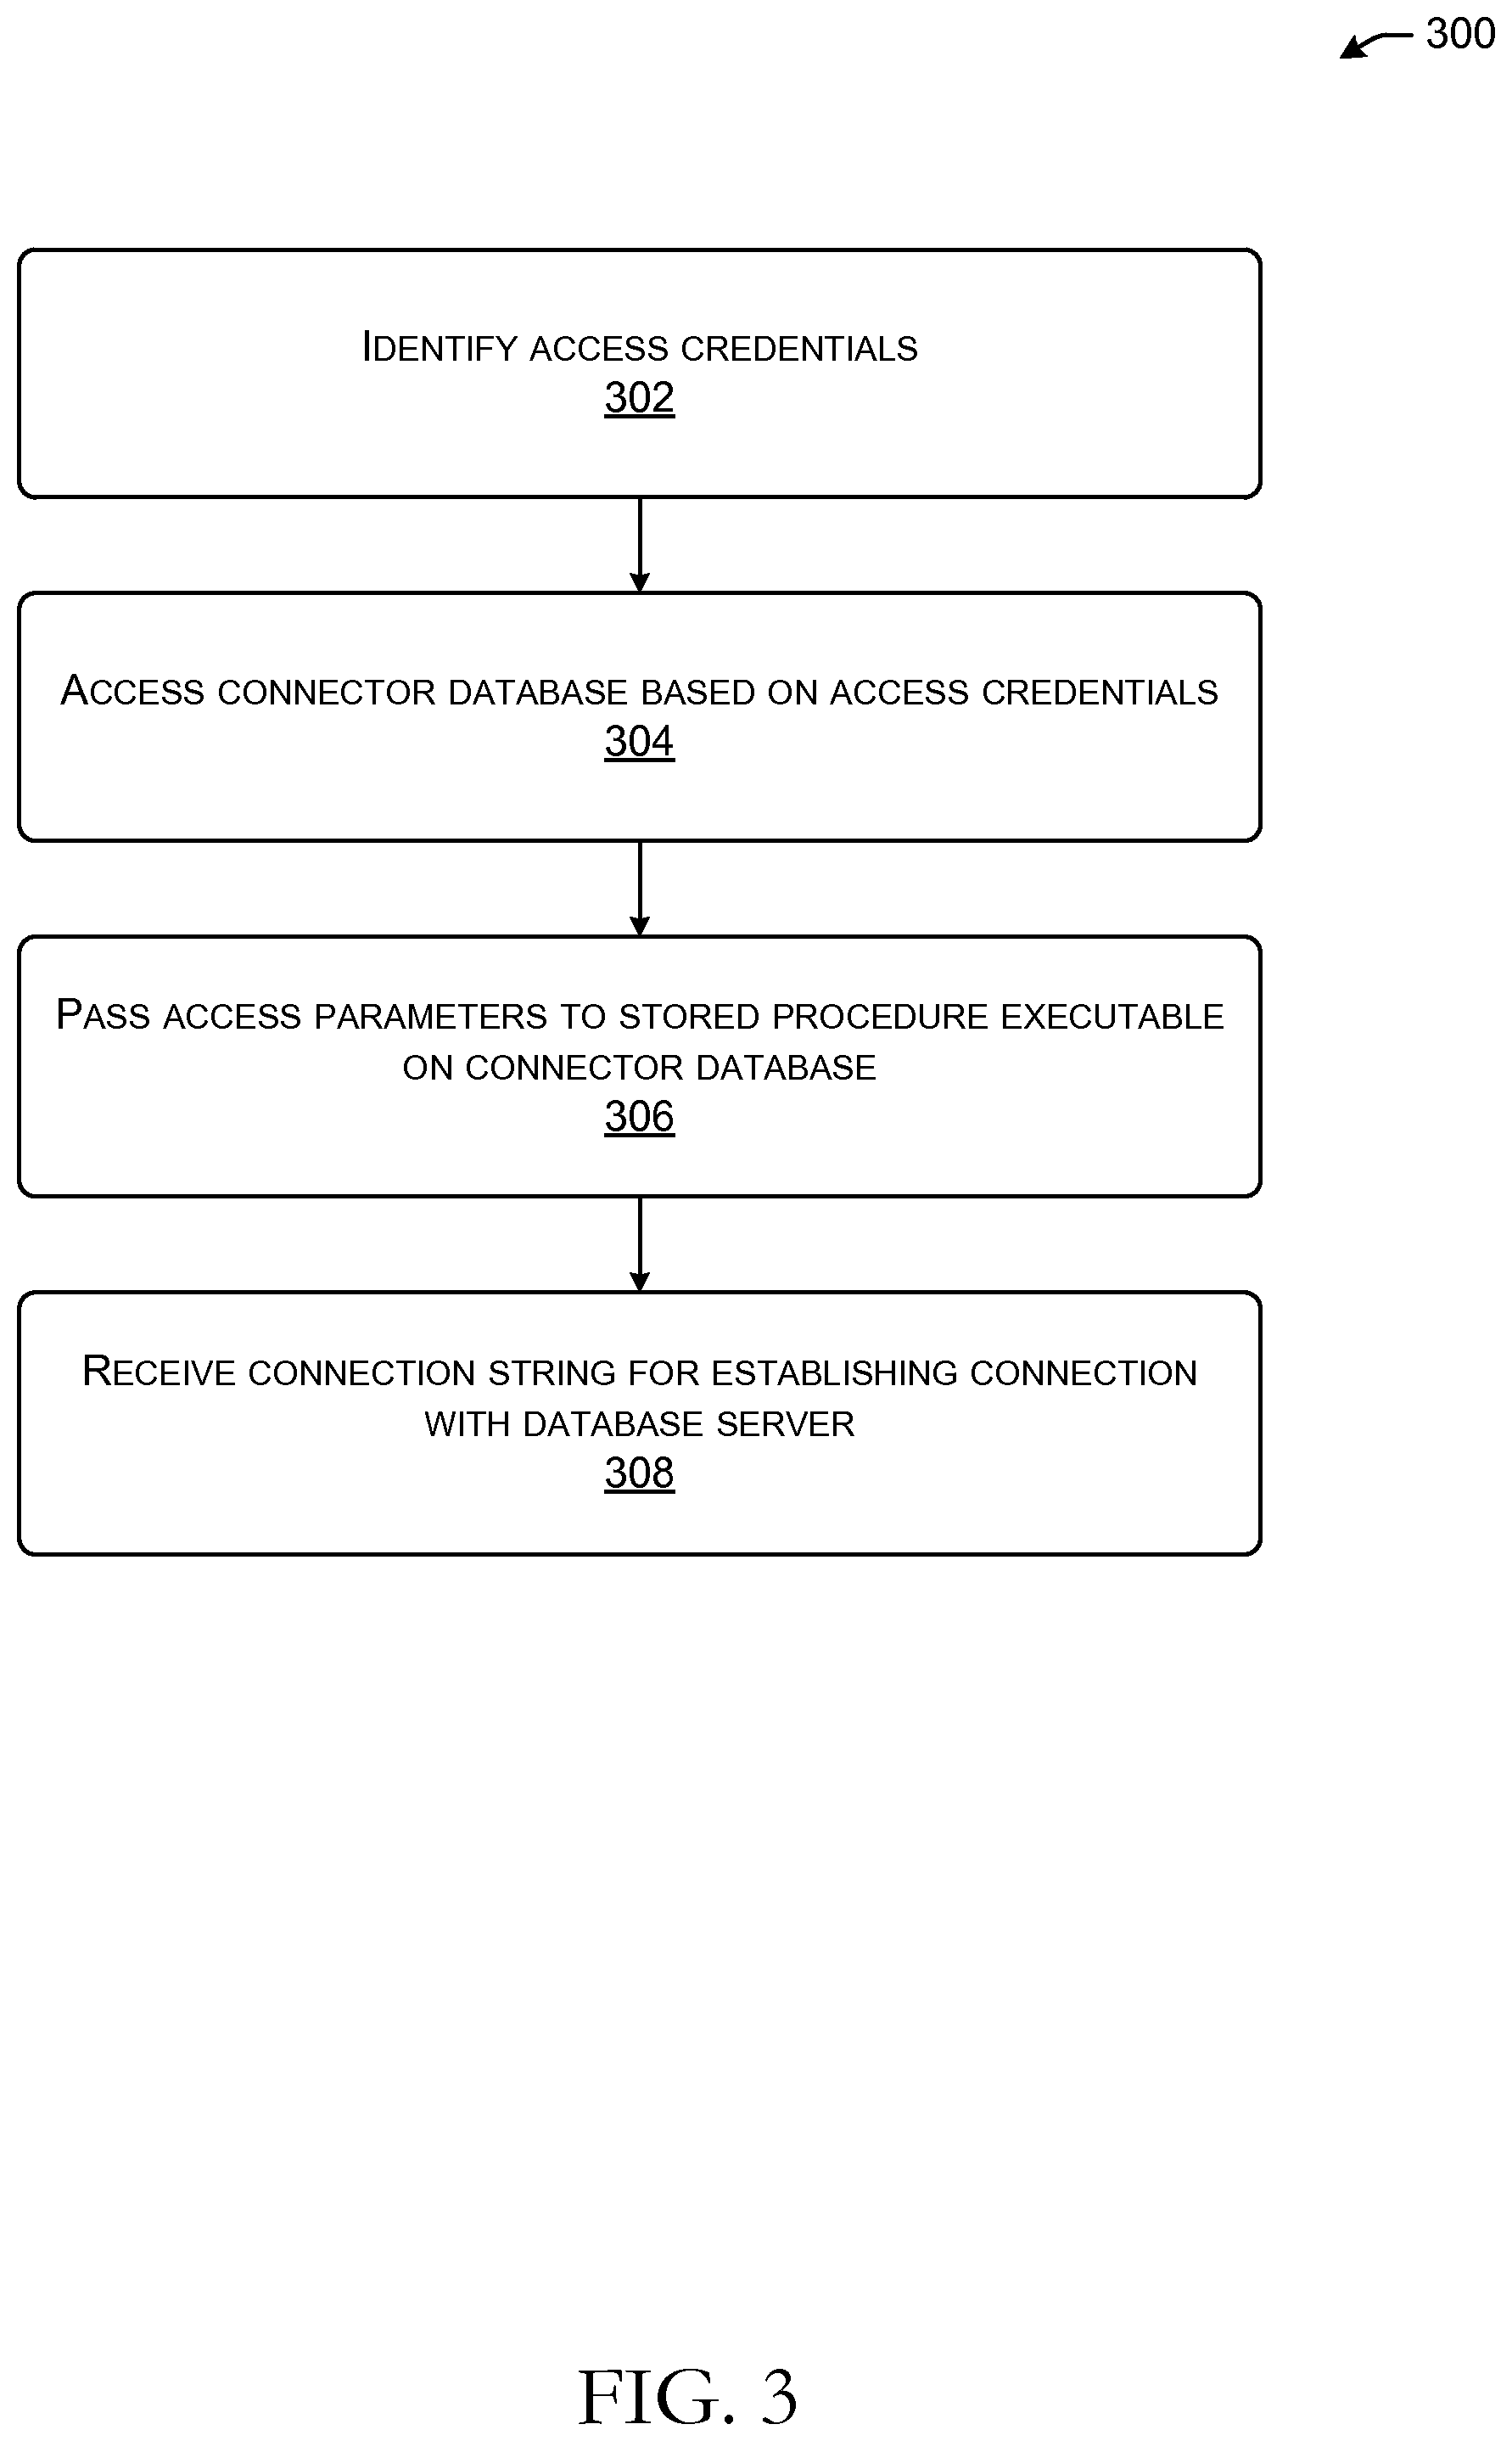 300
Identify access credentials
302
Access connector database based on access credentials
304
Pass access parameters to stored procedure executable
on connector database
306
Receive connection string for establishing connection
with database server
308
FIG. 3